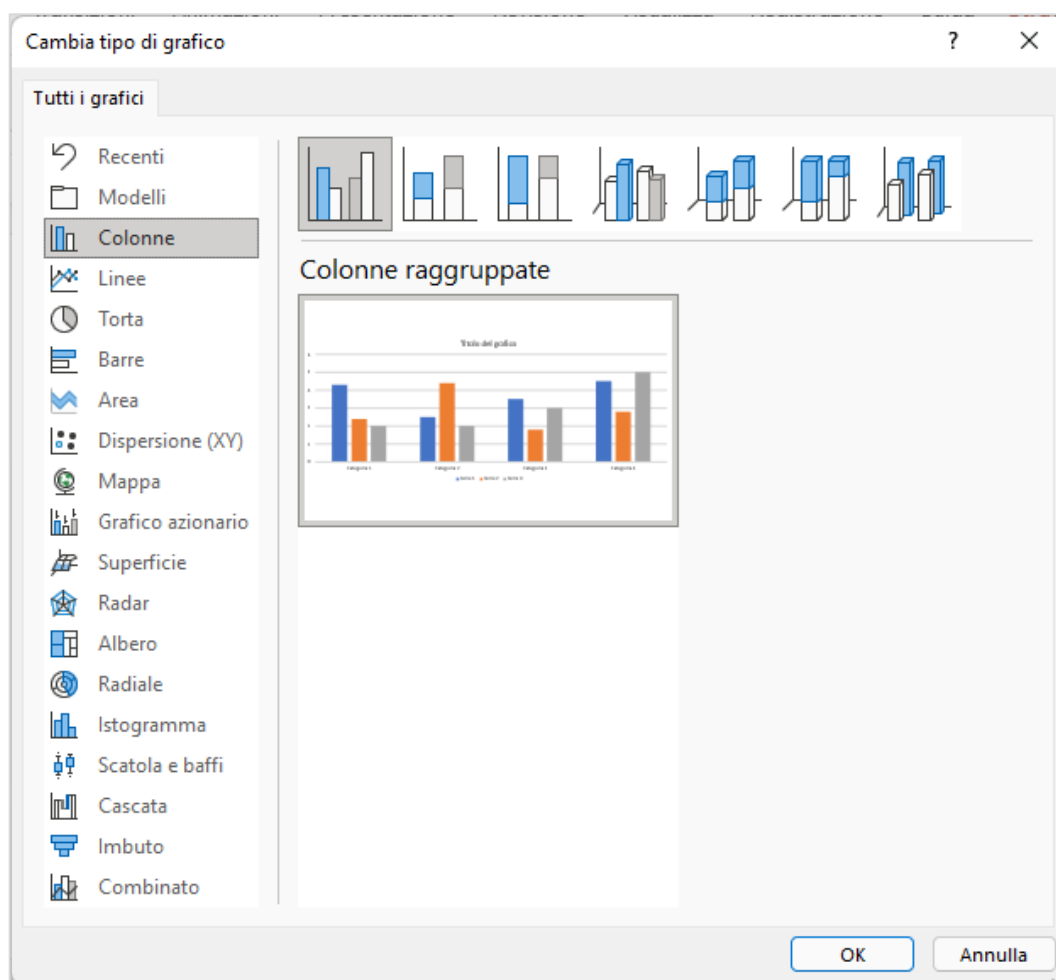 Cambia tipo di grafico
?
Tutti i grafici
Recenti
Modelli
Colonne
Linee
Torta
Barre
Area
Dispersione (XY)
Mappa
Grafico azionario
Superficie
Radar
Albero
Radiale
Istogramma
Scatola e baffi
Cascata
Imbuto
Combinato
Colonne raggruppate
Titolo del grafico
OK
Annulla